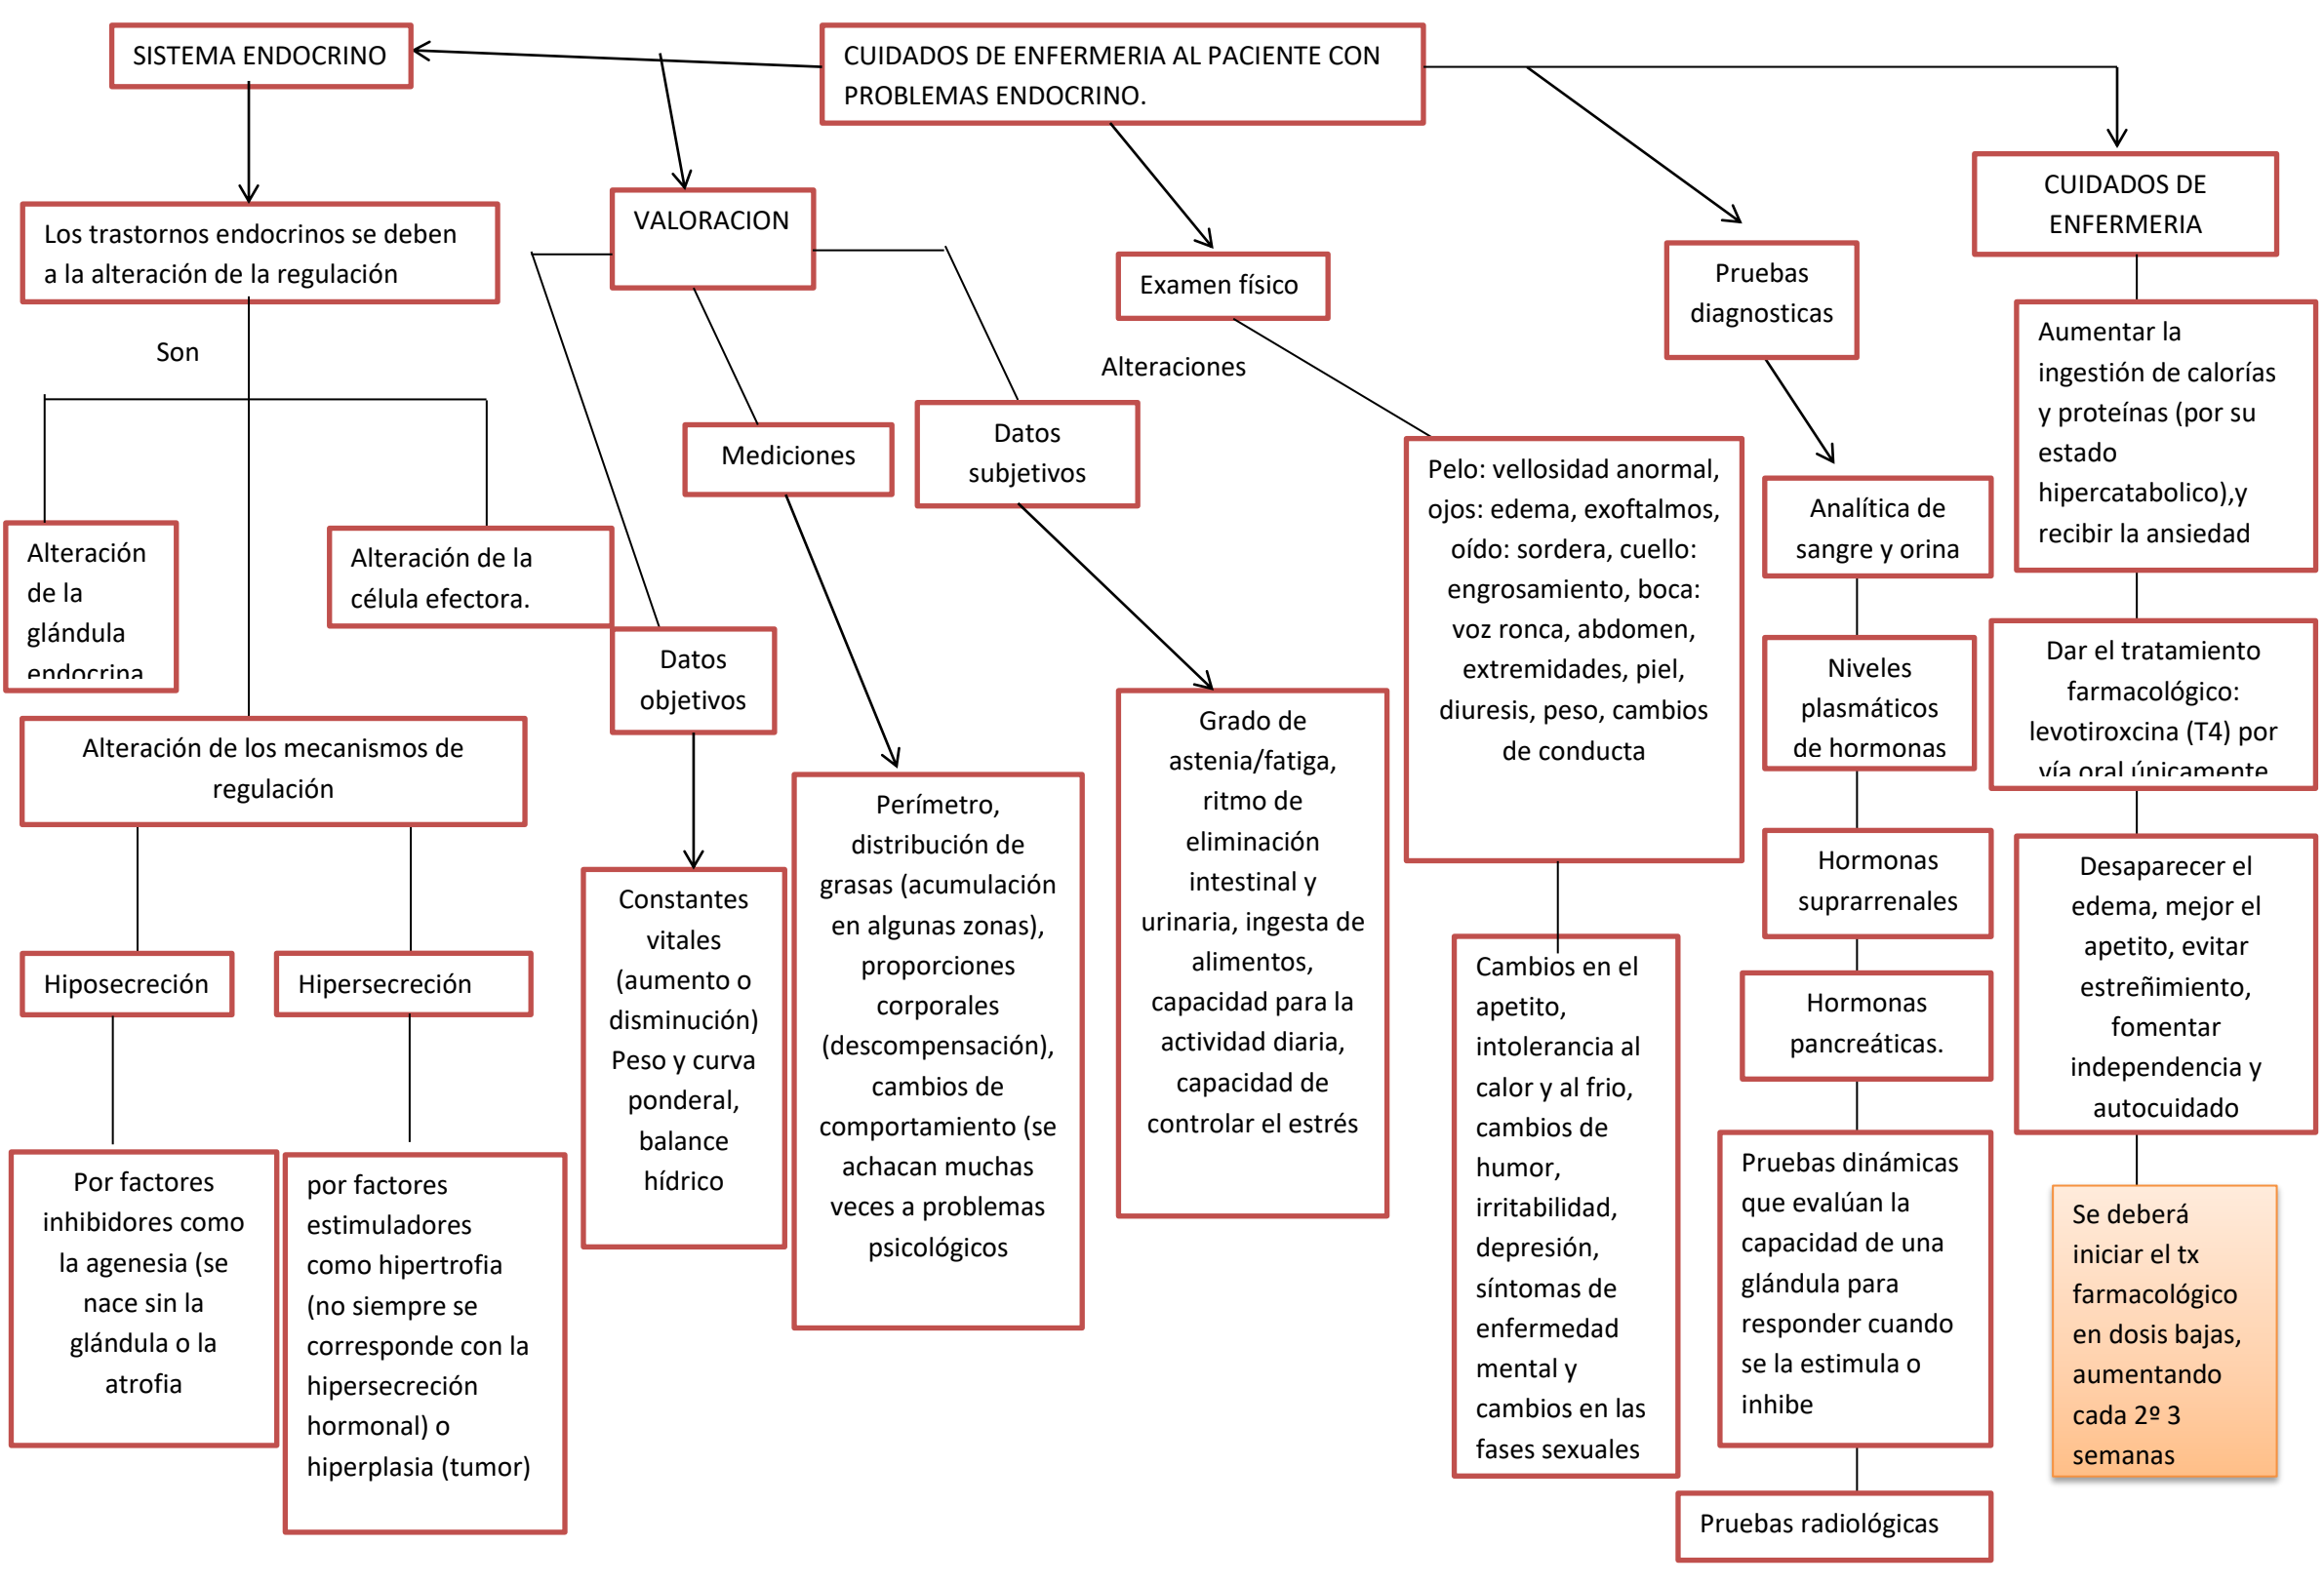 SISTEMA ENDOCRINO
CUIDADOS DE ENFERMERIA AL PACIENTE CON
PROBLEMAS ENDOCRINO.
Los trastornos endocrinos se deben
a la alteración de la regulación
Son
Alteración
de la
glándula
endocrina
Alteración de la
célula efectora.
Alteración de los mecanismos de
regulación
Hiposecreción
Hipersecreción
Por factores
inhibidores como
la agenesia (se
nace sin la
glándula o la
atrofia
por factores
estimuladores
como hipertrofia
(no siempre se
corresponde con la
hipersecreción
hormonal) o
hiperplasia (tumor)
VALORACION
Datos
objetivos
Constantes
vitales
(aumento o
disminución)
Peso y curva
ponderal,
balance
hídrico
Mediciones
Perímetro,
distribución de
grasas (acumulación
en algunas zonas),
proporciones
corporales
(descompensación),
cambios de
comportamiento (se
achacan muchas
veces a problemas
psicológicos
Datos
subjetivos
Grado de
astenia/fatiga,
ritmo de
eliminación
intestinal y
urinaria, ingesta de
alimentos,
capacidad para la
actividad diaria,
capacidad de
controlar el estrés
Examen físico
Alteraciones
Pelo: vellosidad anormal,
ojos: edema, exoftalmos,
oído: sordera, cuello:
engrosamiento, boca:
voz ronca, abdomen,
extremidades, piel,
diuresis, peso, cambios
de conducta
Cambios en el
apetito,
intolerancia al
calor y al frio,
cambios de
humor,
irritabilidad,
depresión,
síntomas de
enfermedad
mental y
cambios en las
fases sexuales
Pruebas
diagnosticas
Analítica de
sangre y orina
Niveles
plasmáticos
de hormonas
Hormonas
suprarrenales
Hormonas
pancreáticas.
Pruebas dinámicas
que evalúan la
capacidad de una
glándula para
responder cuando
se la estimula o
inhibe
Pruebas radiológicas
CUIDADOS DE
ENFERMERIA
Aumentar la
ingestión de calorías
y proteínas (por su
estado
hipercatabolico),y
recibir la ansiedad
Dar el tratamiento
farmacológico:
levotiroxcina (T4) por
vía oral únicamente
Desaparecer el
edema, mejor el
apetito, evitar
estreñimiento,
fomentar
independencia y
autocuidado
Se deberá
iniciar el tx
farmacológico
en dosis bajas,
aumentando
cada 2º 3
semanas